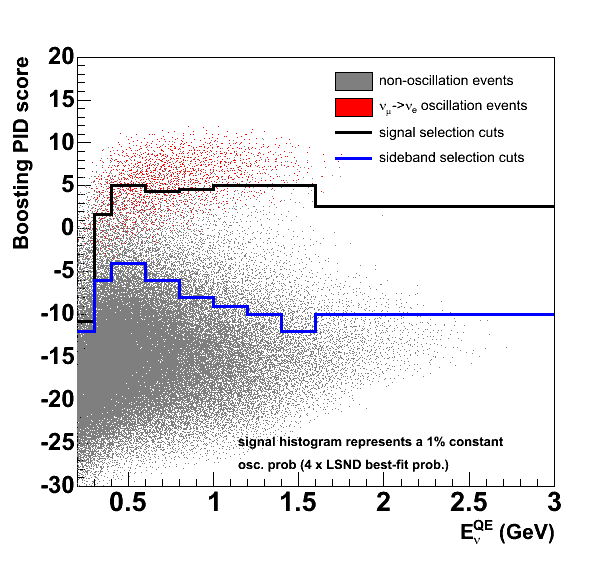 Boosting PID score
20
15
10
5
0
-5
-10
-15
-20
-25
-30
non-oscillation events
νμ->νe oscillation events
signal selection cuts
sideband selection cuts
signal histogram represents a 1% constant
osc. prob (4 x LSND best-fit prob.)
0.5 1 1.5 2 2.5 3
EνQE (GeV)